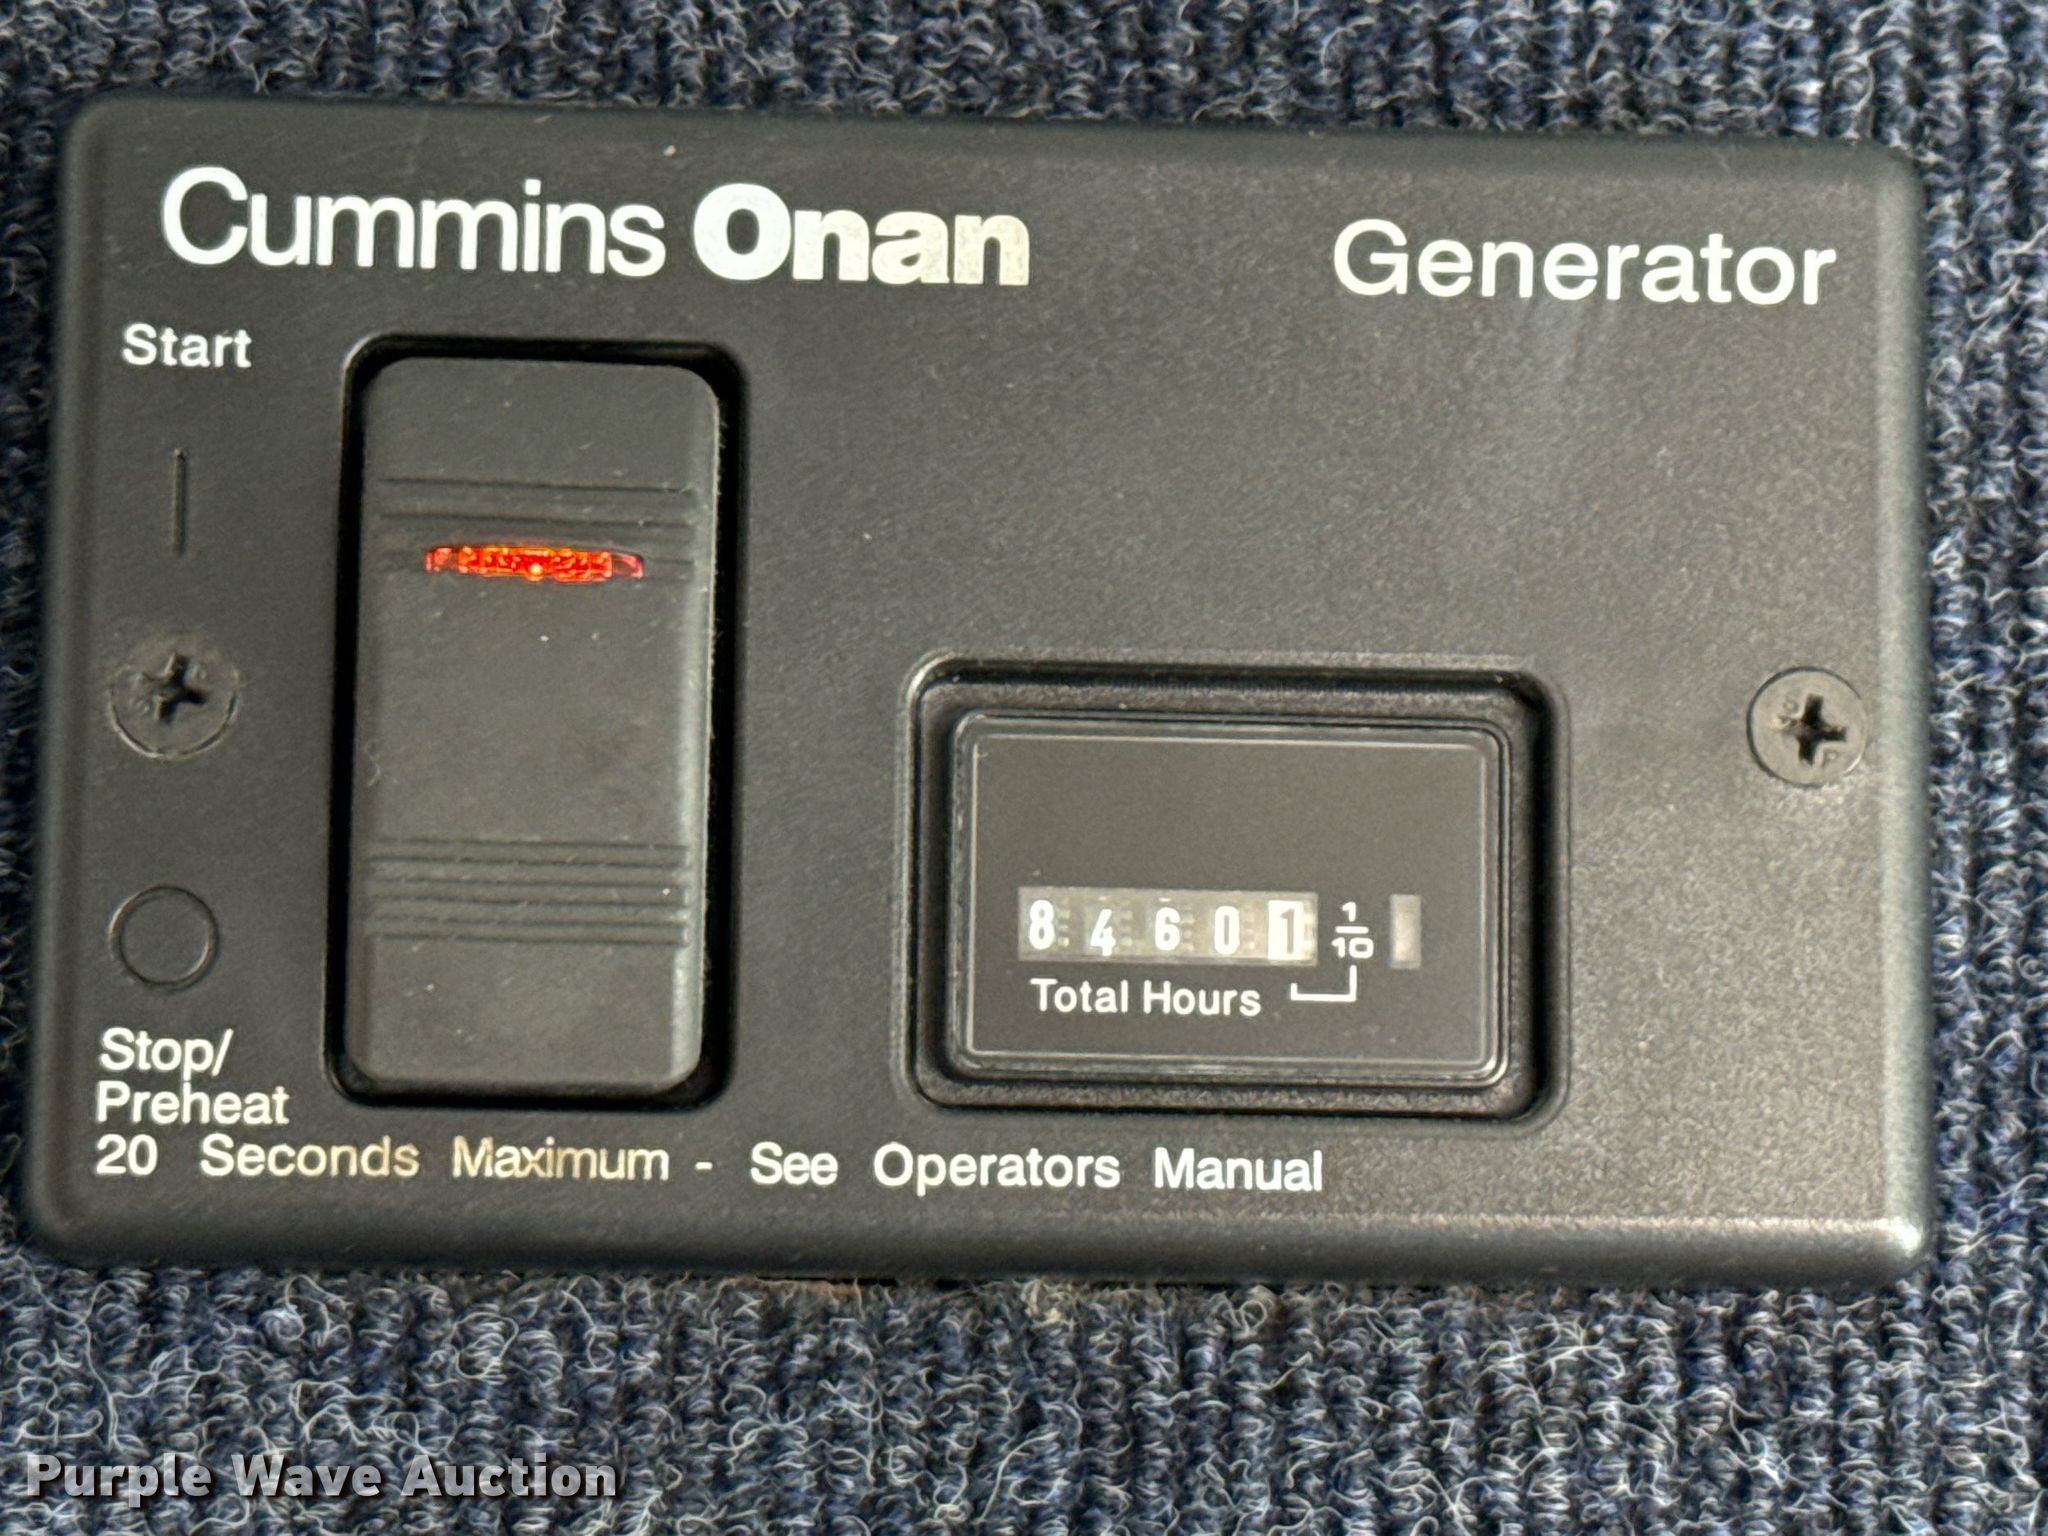 Cummins Onan Generator
Start
84601 1/10
Total Hours
Stop/
Preheat
20 Seconds Maximum - See Operators Manual
Purple Wave Auction